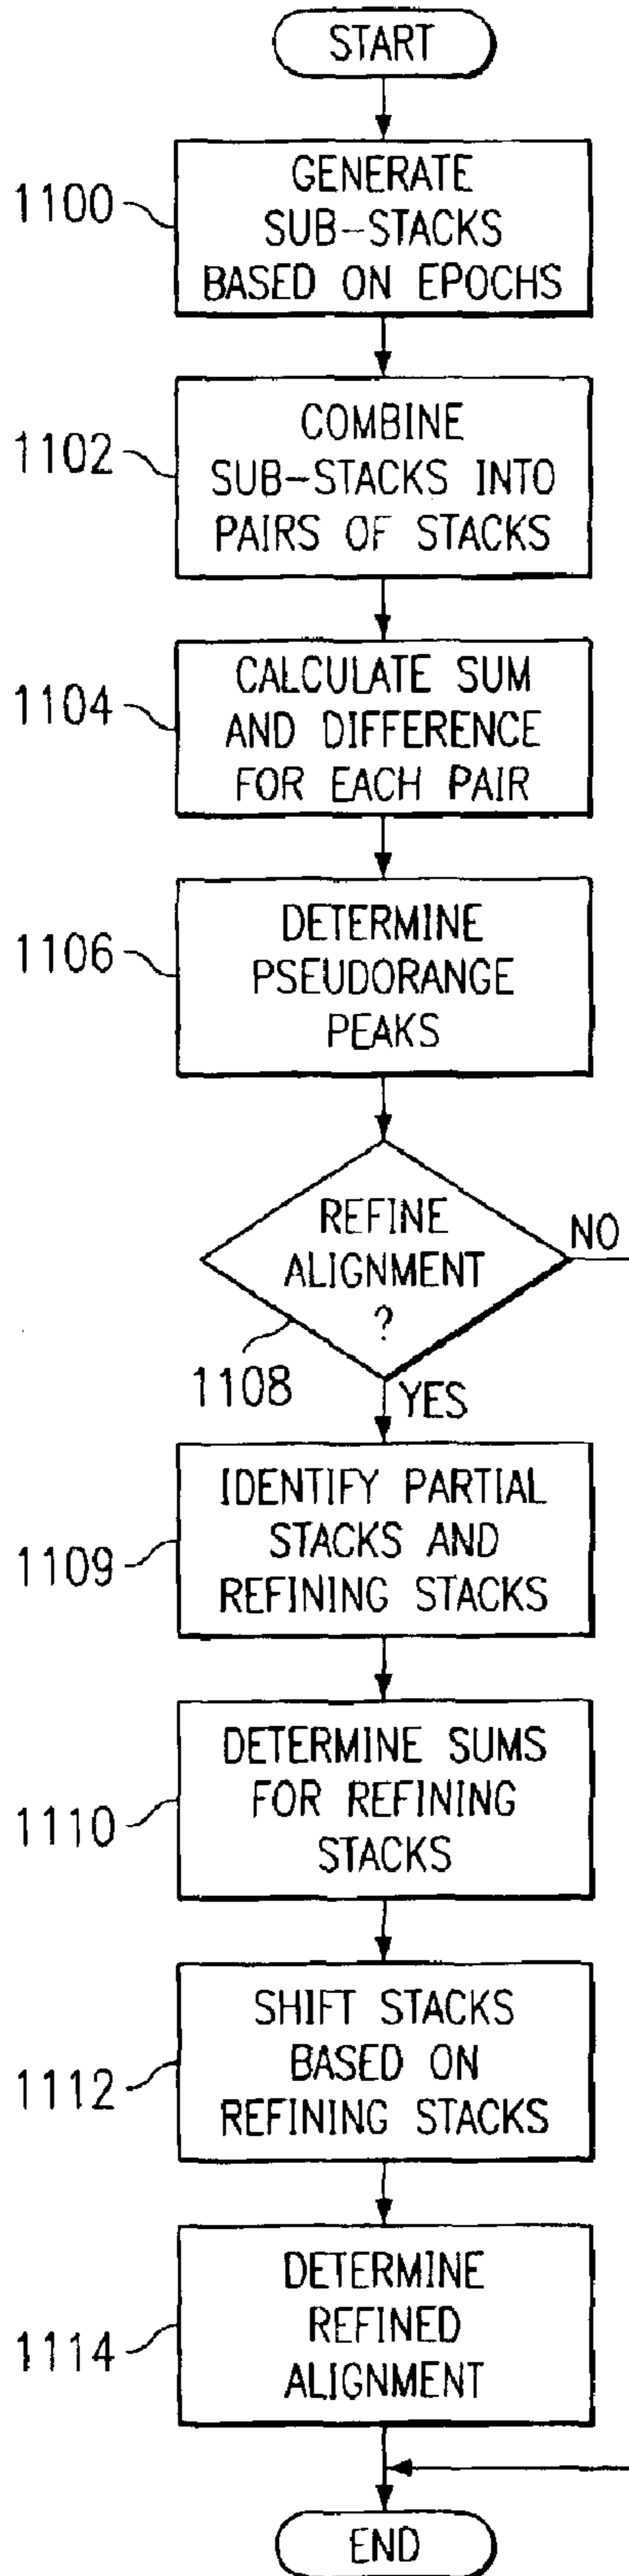 START
1100
GENERATE
SUB-STACKS
BASED ON EPOCHS
1102
COMBINE
SUB-STACKS INTO
PAIRS OF STACKS
1104
CALCULATE SUM
AND DIFFERENCE
FOR EACH PAIR
1106
DETERMINE
PSEUDORANGE
PEAKS
REFINE
ALIGNMENT
?
NO
1108
YES
1109
IDENTIFY PARTIAL
STACKS AND
REFINING STACKS
1110
DETERMINE SUMS
FOR REFINING
STACKS
1112
SHIFT STACKS
BASED ON
REFINING STACKS
1114
DETERMINE
REFINED
ALIGNMENT
END